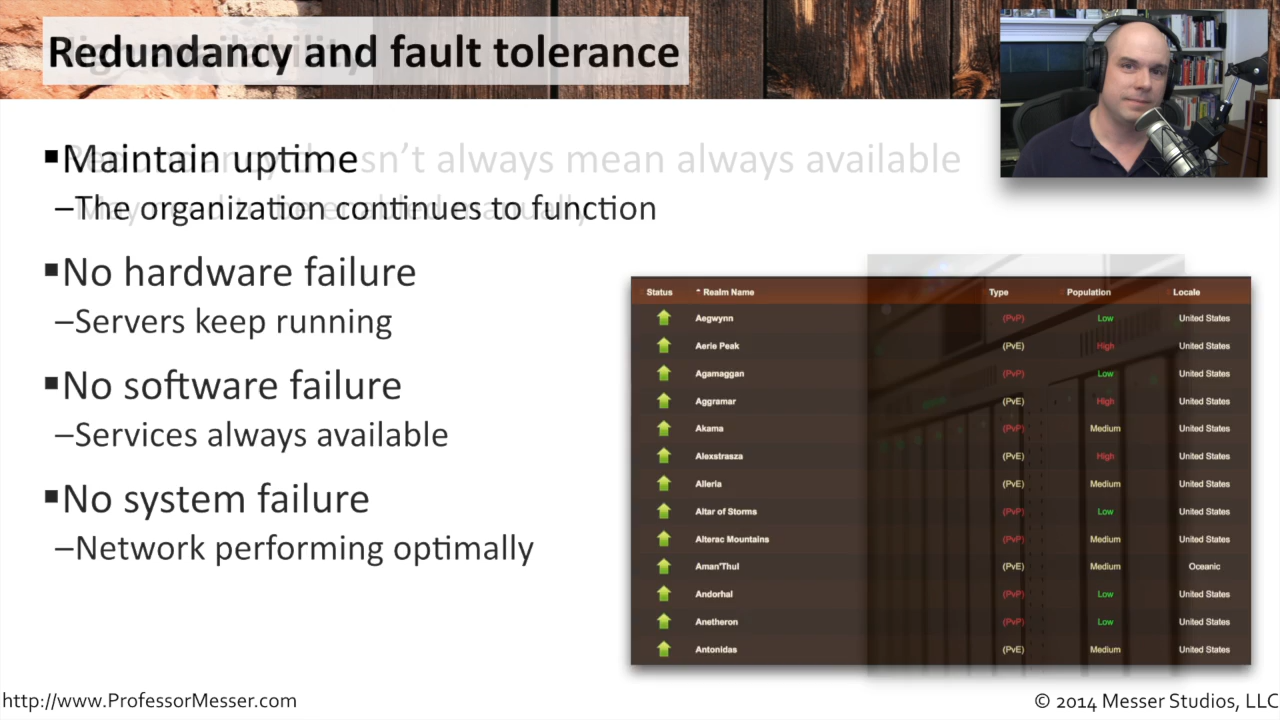 Redundancy and fault tolerance
▪Maintain uptime
sn't always mean always available
–The organization continues to function
▪No hardware failure
–Servers keep running
▪No software failure
–Services always available
▪No system failure
–Network performing optimally
Status Realm Name Type Population Locale
Aegwynn (PvP) Low United States
Aerie Peak (PvE) High United States
Agamaggan (PvP) Low United States
Aggramar (PvE) High United States
Akama (PvP) Medium United States
Alexstrasza (PvE) High United States
Alleria (PvE) Medium United States
Altar of Storms (PvP) Low United States
Alterac Mountains (PvP) Medium United States
Aman'Thul (PvE) Medium Oceanic
Andorhal (PvP) Low United States
Anetheron (PvP) Low United States
Antonidas (PvE) Medium United States
http://www.ProfessorMesser.com
© 2014 Messer Studios, LLC